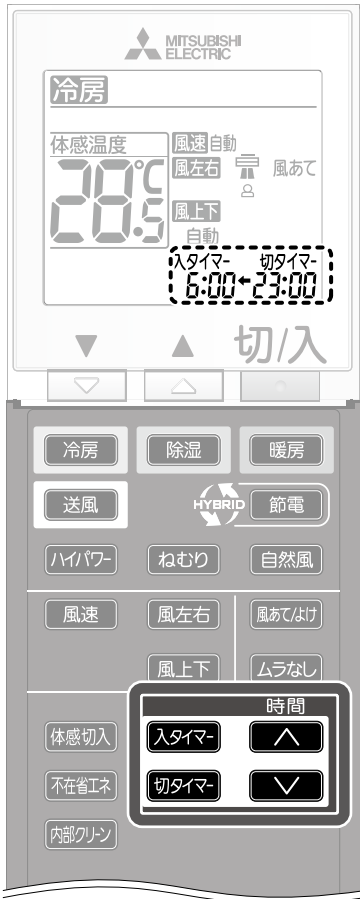 MITSUBISHI
ELECTRIC
冷房
体感温度
風速 自動
28.5℃
風左右 風あて
風上下
自動
入タイマー 切タイマー
6:00←23:00
▼ ▲ 切/入
▽ △
冷房 除湿 暖房
送風 HYBRID 節電
ハイパワー ねむり 自然風
風速 風左右 風あて/よけ
風上下 ムラなし
時間
体感切入 入タイマー ∧
不在省エネ 切タイマー ∨
内部クリーン